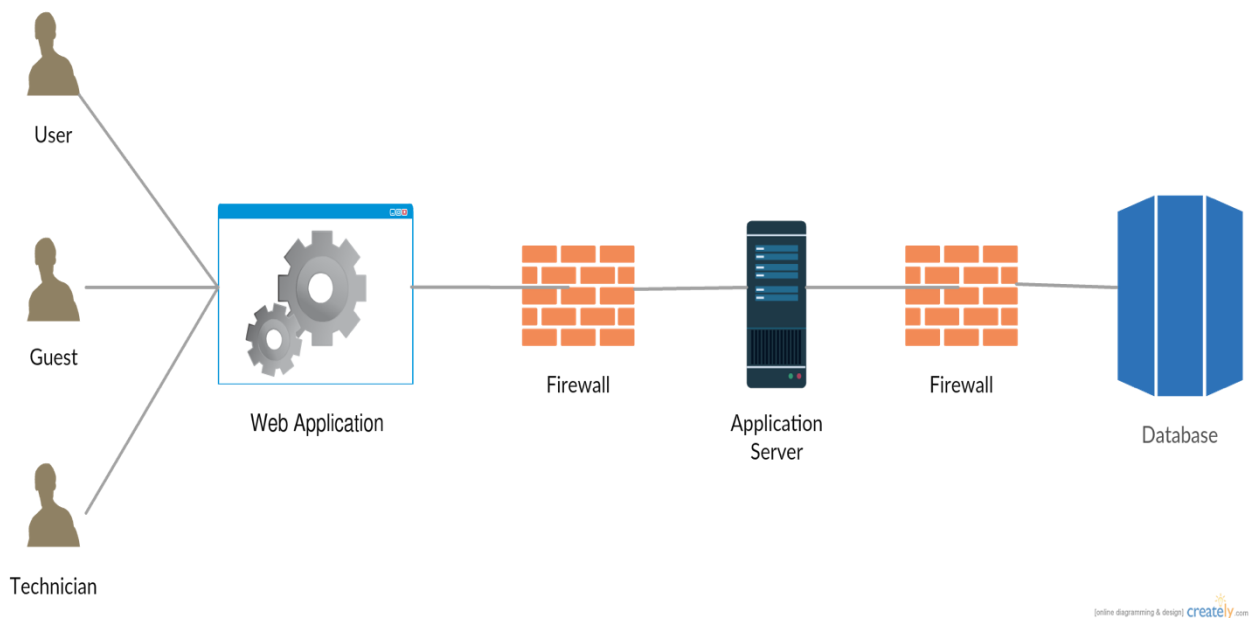 User
Guest
Technician
Web Application
Firewall
Application
Server
Firewall
Database
[online diagramming & design] creately.com